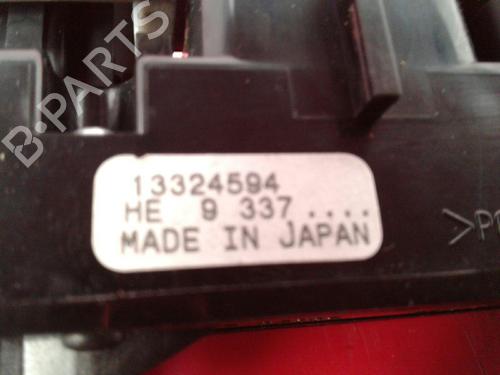 B-PARTS
13324594
HE 9 337 ....
MADE IN JAPAN